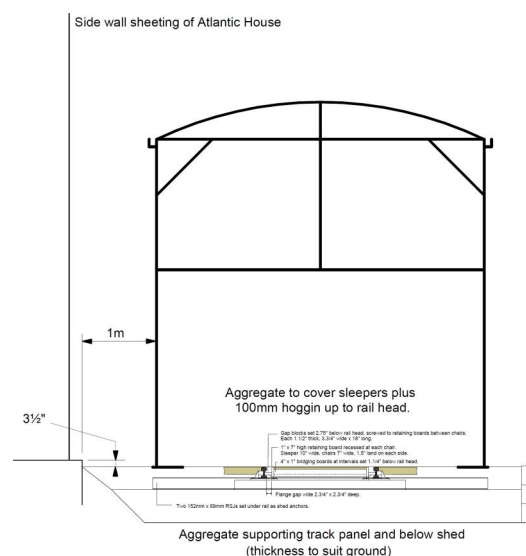 Side wall sheeting of Atlantic House
1m
Aggregate to cover sleepers plus
100mm hoggin up to rail head.
3½"
Gap blocks set 2.75" below rail head, screwed to retaining boards between chairs.
Each 1.1/2" thick, 3.3/4" wide x 18" long.
1" x 7" high retaining board recessed at each chair.
Sleeper 10" wide, chairs 7" wide, 1.5" land on each side.
4" x 1" bridging boards at intervals set 1.1/4" below rail head.
Flange gap wide 2.3/4" x 2.3/4" deep.
Two 152mm x 89mm RSJs set under rail as shed anchors.
Aggregate supporting track panel and below shed
(thickness to suit ground)